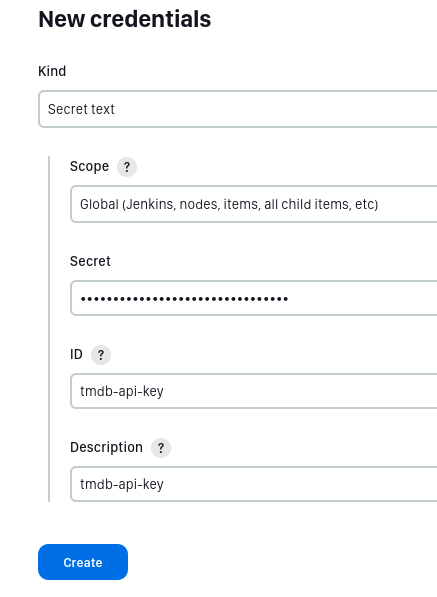 New credentials
Kind
Secret text
Scope ?
Global (Jenkins, nodes, items, all child items, etc)
Secret
••••••••••••••••••••••••••••••••
ID ?
tmdb-api-key
Description ?
tmdb-api-key
Create